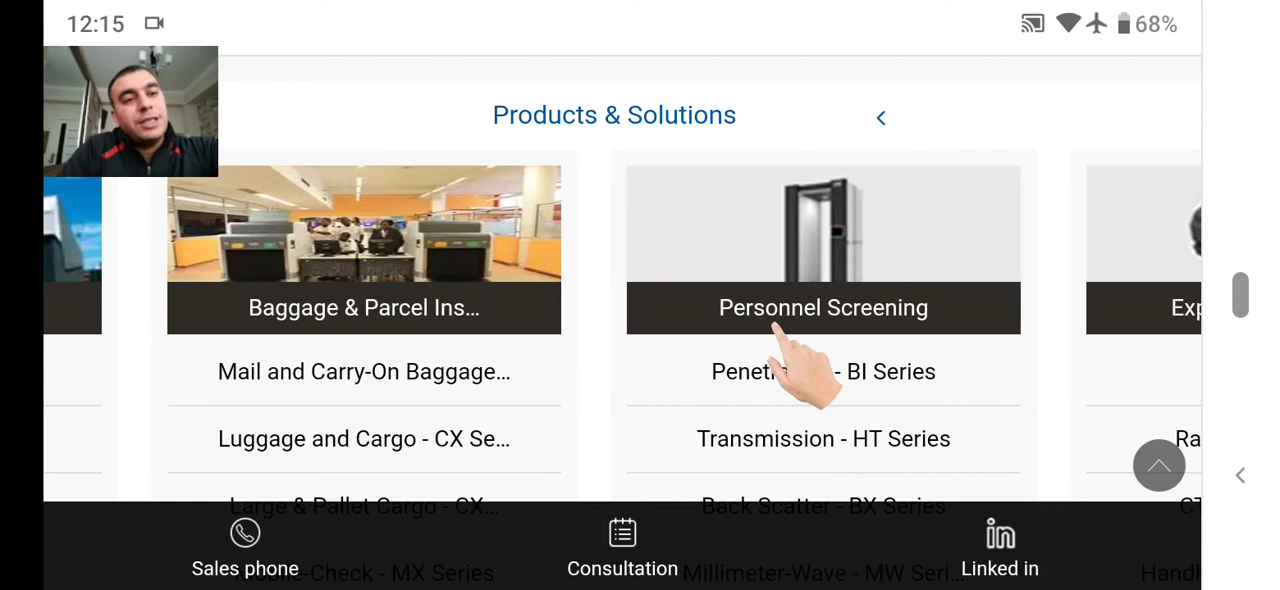 12:15
68%
Products & Solutions
Baggage & Parcel Ins...
Personnel Screening
Exp
Mail and Carry-On Baggage...
- BI Series
Luggage and Cargo - CX Se...
Transmission - HT Series
Ra
Large & Pallet Cargo - CX...
Back Scatter - BX Series
CT
Sales phone
Consultation
Linked in
Mobile-Check - MX Series
Millimeter-Wave - MW Seri...
Handh